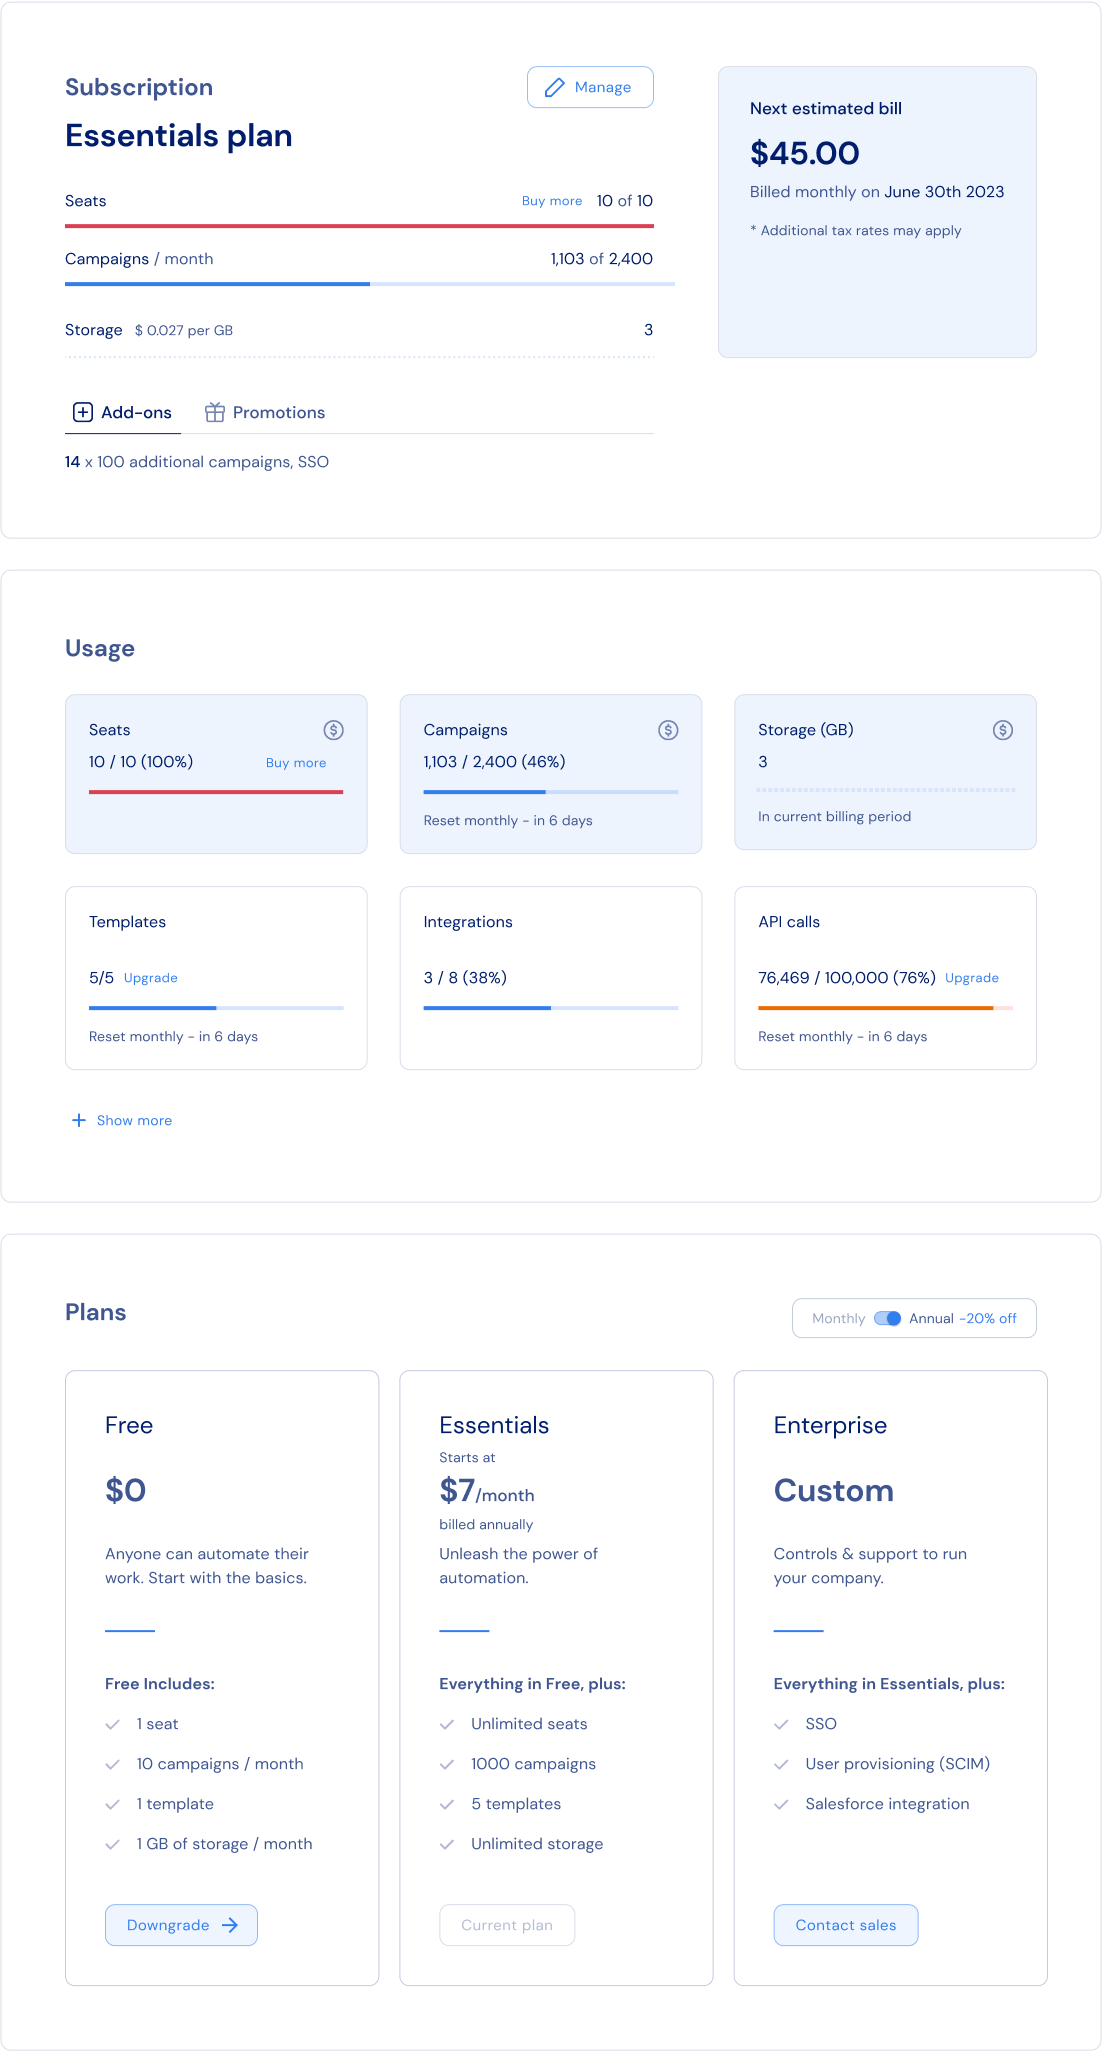 Subscription
Manage
Essentials plan
Seats
Buy more 10 of 10
Campaigns / month
1,103 of 2,400
Storage $ 0.027 per GB
3
Add-ons
Promotions
14 x 100 additional campaigns, SSO
Next estimated bill
$45.00
Billed monthly on June 30th 2023
* Additional tax rates may apply
Usage
Seats
10 / 10 (100%)
Buy more
Campaigns
1,103 / 2,400 (46%)
Reset monthly - in 6 days
Storage (GB)
3
In current billing period
Templates
5/5 Upgrade
Reset monthly - in 6 days
Integrations
3 / 8 (38%)
API calls
76,469 / 100,000 (76%) Upgrade
Reset monthly - in 6 days
Show more
Plans
Monthly Annual -20% off
Free
$0
Anyone can automate their
work. Start with the basics.
Free Includes:
1 seat
10 campaigns / month
1 template
1 GB of storage / month
Downgrade
Essentials
Starts at
$7/month
billed annually
Unleash the power of
automation.
Everything in Free, plus:
Unlimited seats
1000 campaigns
5 templates
Unlimited storage
Current plan
Enterprise
Custom
Controls & support to run
your company.
Everything in Essentials, plus:
SSO
User provisioning (SCIM)
Salesforce integration
Contact sales